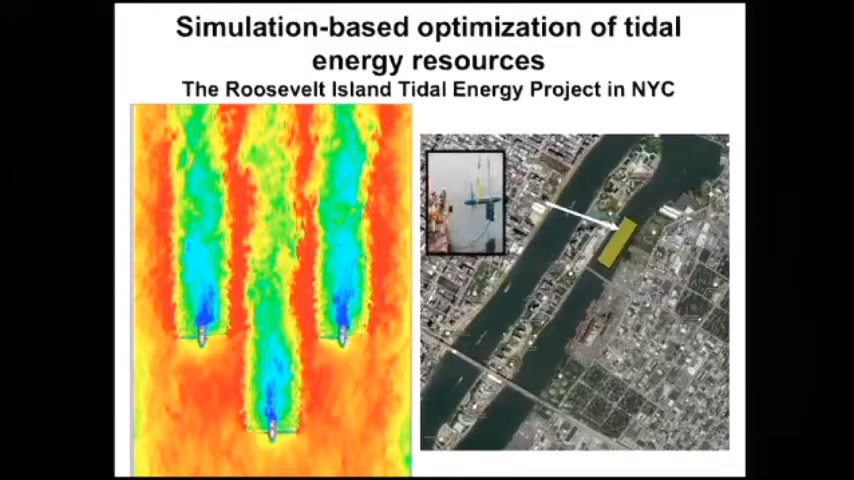 Simulation-based optimization of tidal
energy resources
The Roosevelt Island Tidal Energy Project in NYC